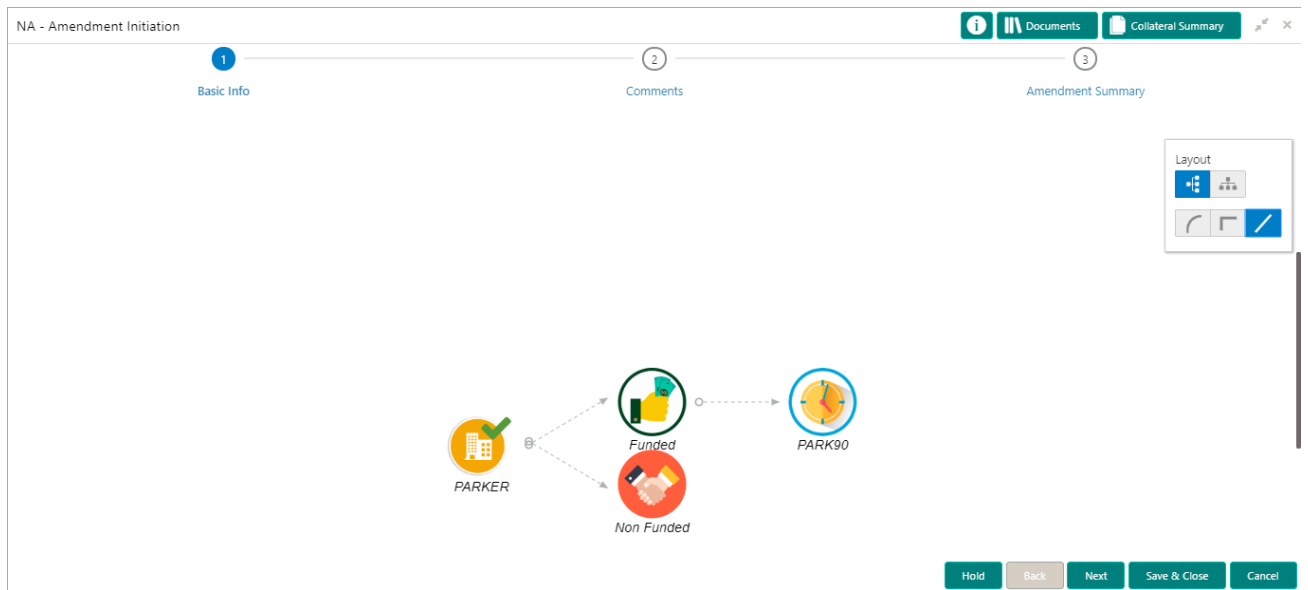 NA - Amendment Initiation
Documents
Collateral Summary
1
2
3
Basic Info
Comments
Amendment Summary
Layout
Funded
PARK90
PARKER
Non Funded
Hold
Back
Next
Save & Close
Cancel